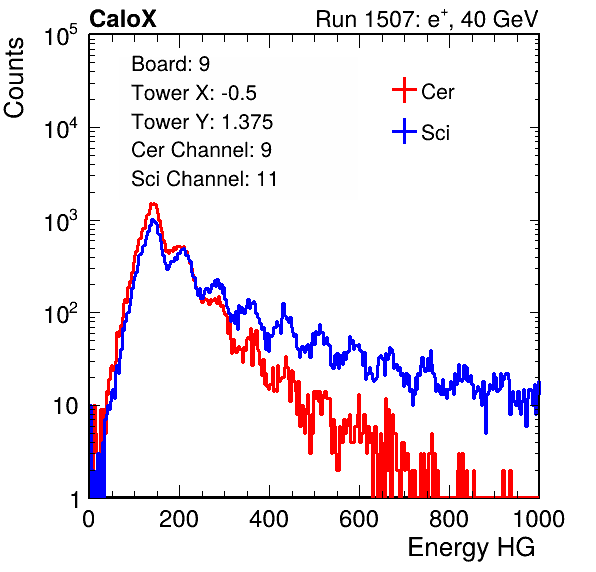 CaloX Run 1507: e⁺, 40 GeV
Counts
Board: 9
Tower X: -0.5
Tower Y: 1.375
Cer Channel: 9
Sci Channel: 11
Cer
Sci
10⁵
10⁴
10³
10²
10
1
0 200 400 600 800 1000
Energy HG